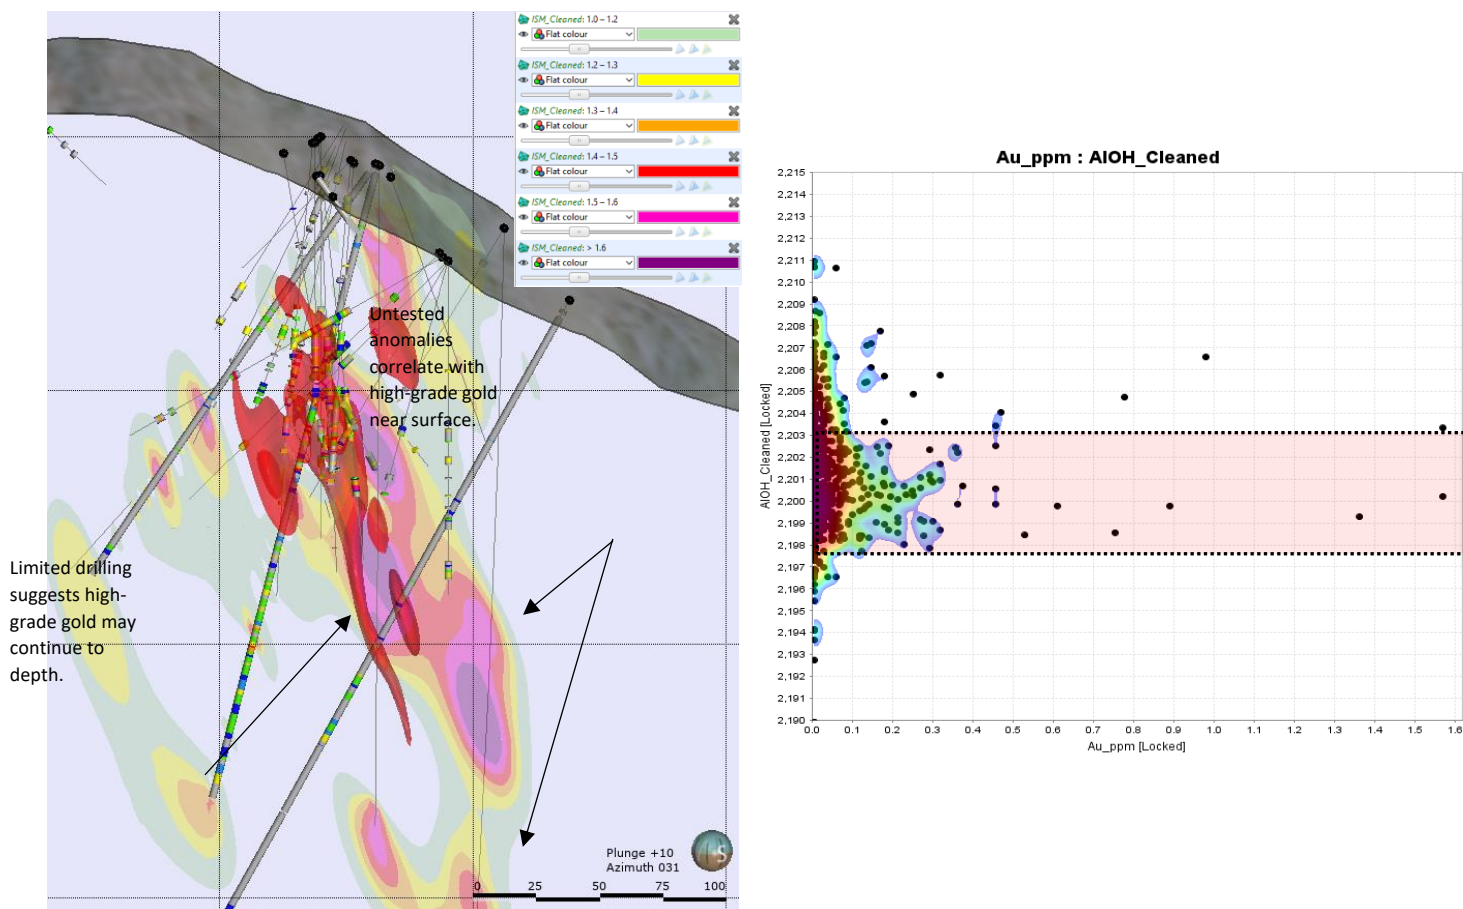 ISM_Cleaned: 1.0 – 1.2
Flat colour
ISM_Cleaned: 1.2 – 1.3
Flat colour
ISM_Cleaned: 1.3 – 1.4
Flat colour
ISM_Cleaned: 1.4 – 1.5
Flat colour
ISM_Cleaned: 1.5 – 1.6
Flat colour
ISM_Cleaned: > 1.6
Flat colour
Untested
anomalies
correlate with
high-grade gold
near surface.
Limited drilling
suggests high-
grade gold may
continue to
depth.
Plunge +10
Azimuth 031
0 25 50 75 100
Au_ppm : AlOH_Cleaned
AlOH_Cleaned [Locked]
2,215
2,214
2,213
2,212
2,211
2,210
2,209
2,208
2,207
2,206
2,205
2,204
2,203
2,202
2,201
2,200
2,199
2,198
2,197
2,196
2,195
2,194
2,193
2,192
2,191
2,190
0.0 0.1 0.2 0.3 0.4 0.5 0.6 0.7 0.8 0.9 1.0 1.1 1.2 1.3 1.4 1.5 1.6
Au_ppm [Locked]